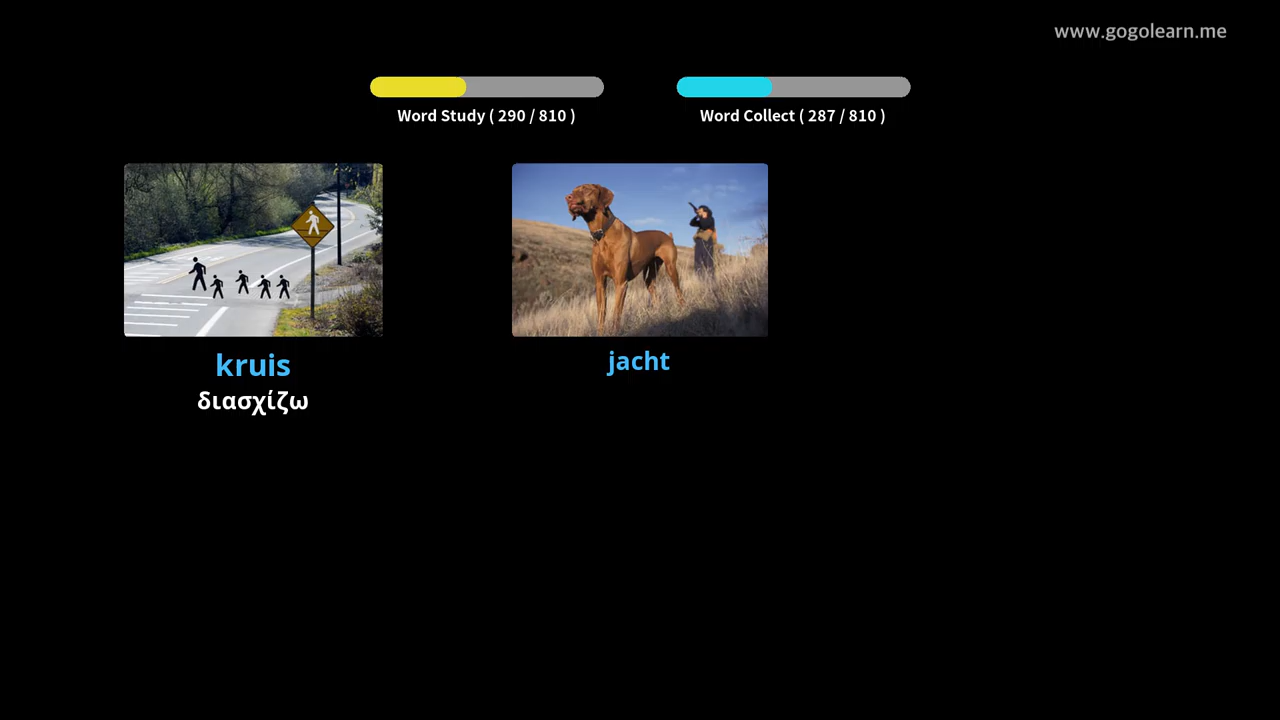 www.gogolearn.me
Word Study ( 290 / 810 )
Word Collect ( 287 / 810 )
kruis
διασχίζω
jacht